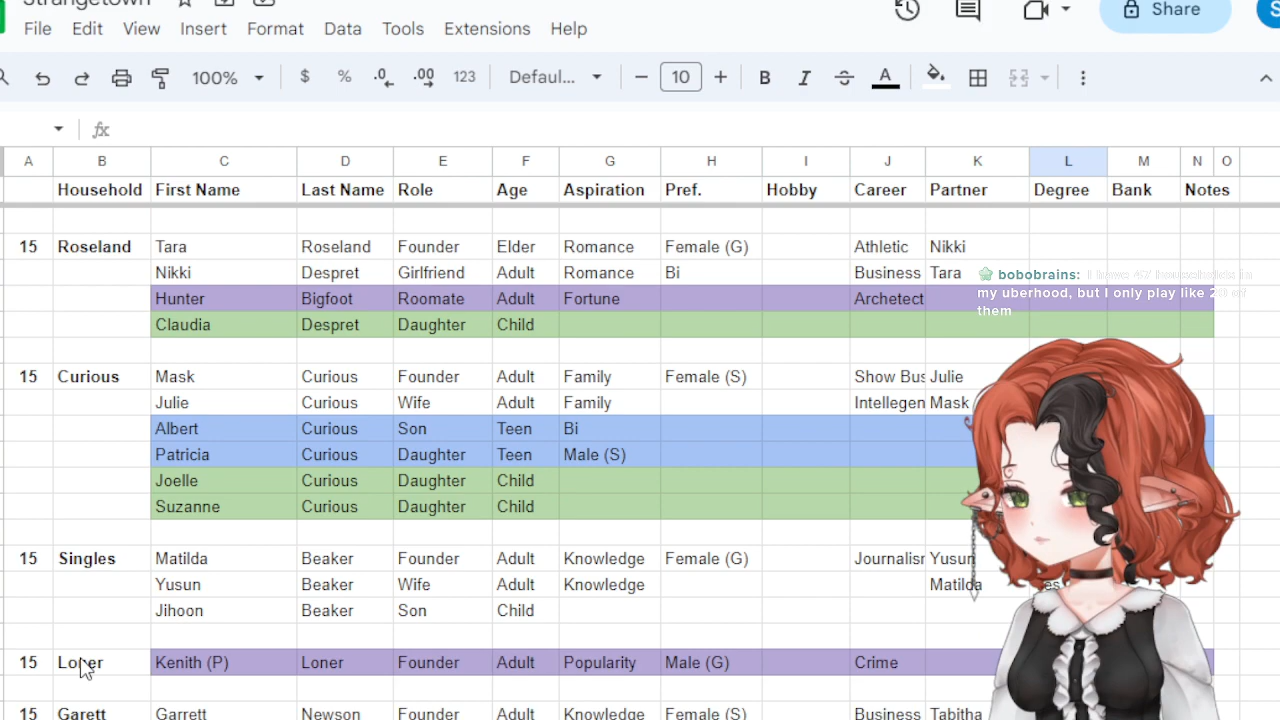 Strangetown
File Edit View Insert Format Data Tools Extensions Help
Share
100% $ % .0 .00 123 Defaul... 10 B I A
fx
A B C D E F G H I J K L M N O
Household First Name Last Name Role Age Aspiration Pref. Hobby Career Partner Degree Bank Notes
15 Roseland Tara Roseland Founder Elder Romance Female (G) Athletic Nikki
Nikki Despret Girlfriend Adult Romance Bi Business Tara
bobobrains: I have 47 households in
my uberhood, but I only play like 20 of
them
Hunter Bigfoot Roomate Adult Fortune Archetect
Claudia Despret Daughter Child
15 Curious Mask Curious Founder Adult Family Female (S) Show Bus Julie
Julie Curious Wife Adult Family Intellegen Mask
Albert Curious Son Teen Bi
Patricia Curious Daughter Teen Male (S)
Joelle Curious Daughter Child
Suzanne Curious Daughter Child
15 Singles Matilda Beaker Founder Adult Knowledge Female (G) Journalism Yusun
Yusun Beaker Wife Adult Knowledge Matilda
Jihoon Beaker Son Child
15 Loner Kenith (P) Loner Founder Adult Popularity Male (G) Crime
15 Garett Garrett Newson Founder Adult Knowledge Female (S) Business Tabitha